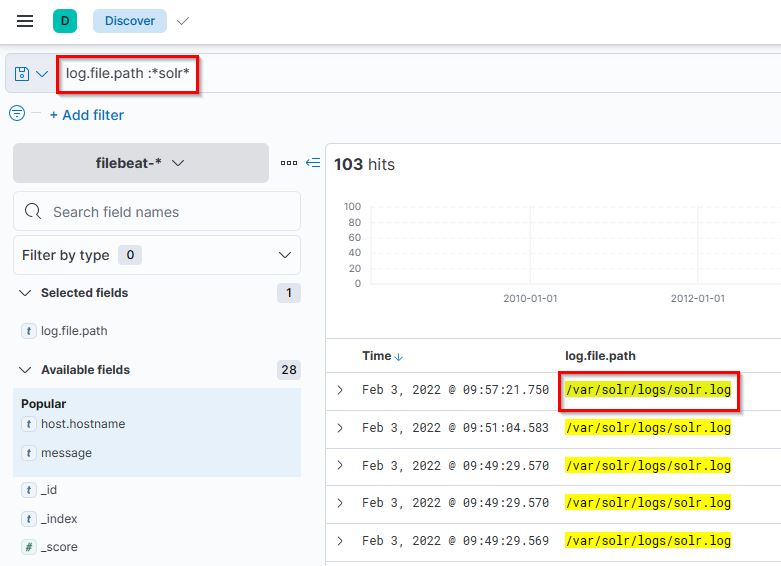 D Discover
log.file.path :*solr*
+ Add filter
filebeat-*
103 hits
Search field names
Filter by type 0
Selected fields 1
t log.file.path
Available fields 28
Popular
t host.hostname
t message
t _id
t _index
# _score
100
80
60
40
20
0
2010-01-01 2012-01-01
Time log.file.path
Feb 3, 2022 @ 09:57:21.750 /var/solr/logs/solr.log
Feb 3, 2022 @ 09:51:04.583 /var/solr/logs/solr.log
Feb 3, 2022 @ 09:49:29.570 /var/solr/logs/solr.log
Feb 3, 2022 @ 09:49:29.570 /var/solr/logs/solr.log
Feb 3, 2022 @ 09:49:29.569 /var/solr/logs/solr.log